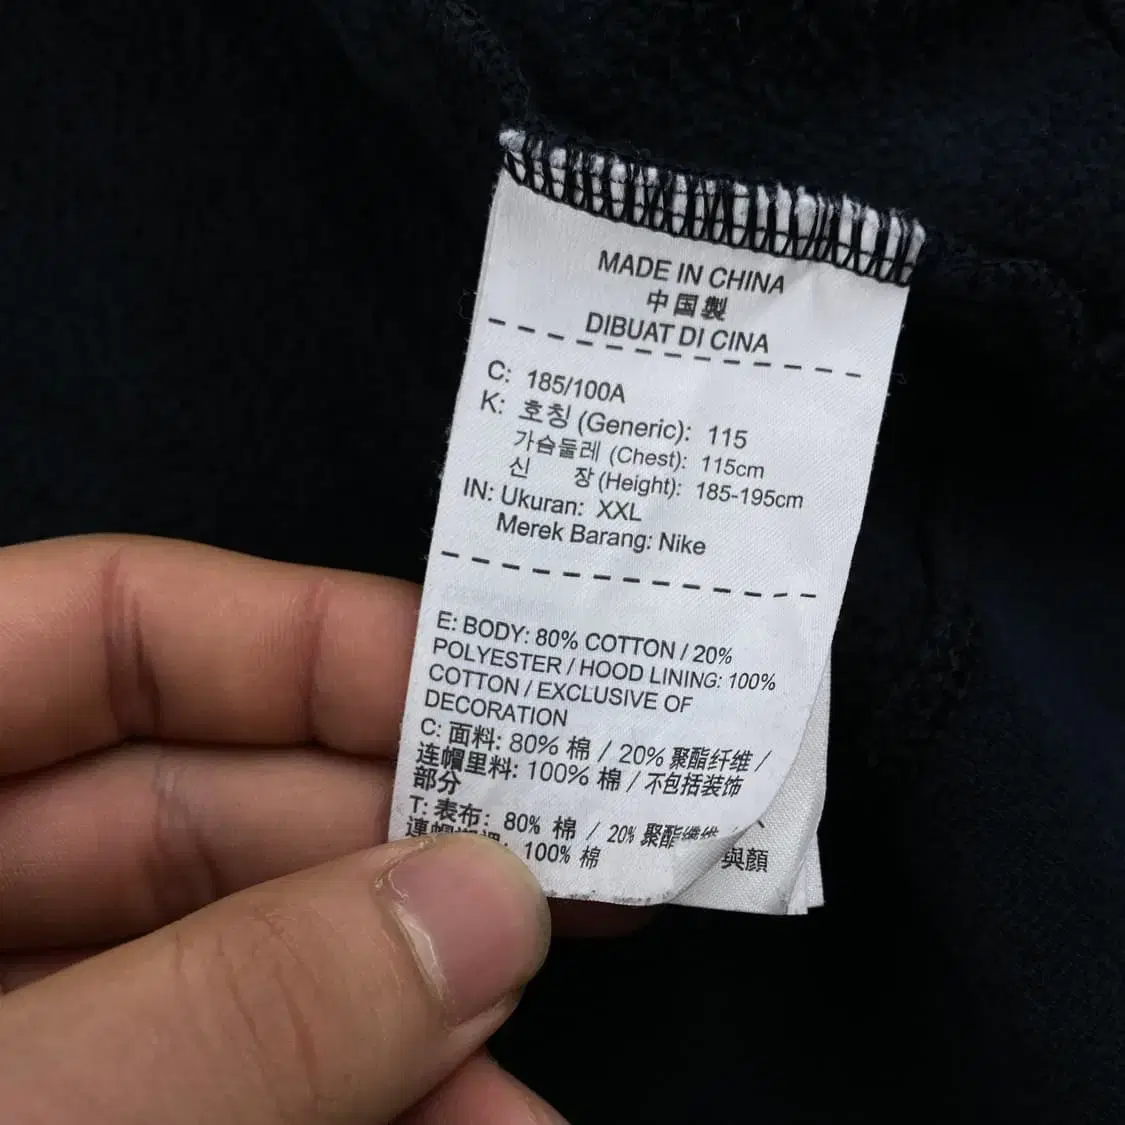 MADE IN CHINA
中国製
DIBUAT DI CINA
C: 185/100A
K: 호칭 (Generic): 115
가슴둘레 (Chest): 115cm
신 장 (Height): 185-195cm
IN: Ukuran: XXL
Merek Barang: Nike
E: BODY: 80% COTTON / 20%
POLYESTER / HOOD LINING: 100%
COTTON / EXCLUSIVE OF
DECORATION
C: 面料: 80% 棉 / 20% 聚酯纤维 /
连帽里料: 100% 棉 / 不包括装饰
部分
T: 表布: 80% 棉 / 20% 聚酯纖維 /
100% 棉
與顏